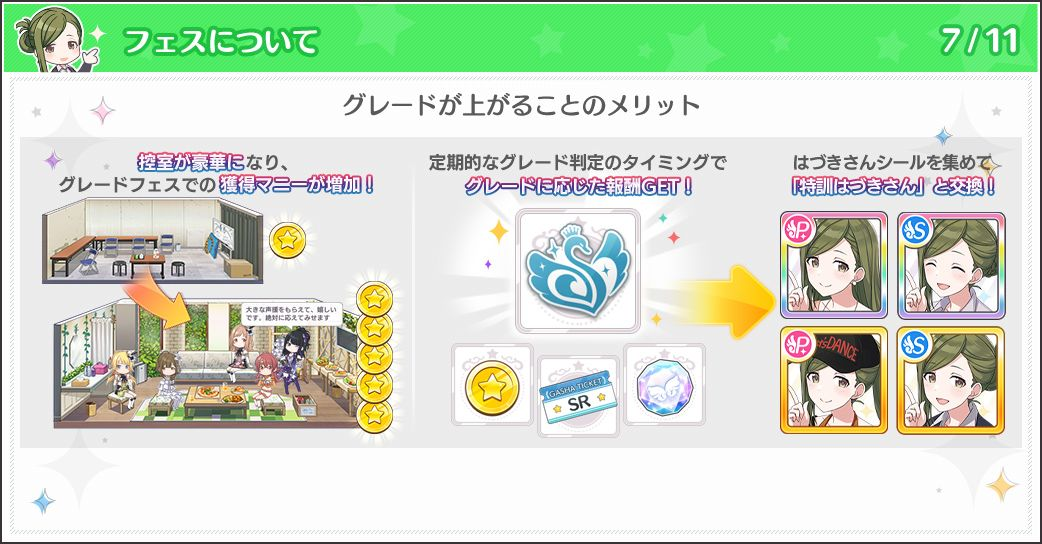 フェスについて
7/11
グレードが上がることのメリット
控室が豪華になり、
グレードフェスでの獲得マニーが増加！
大きな声援をもらえて、嬉しい
です。絶対に応えてみせます
定期的なグレード判定のタイミングで
グレードに応じた報酬GET！
GASHA TICKET
SR
はづきさんシールを集めて
「特訓はづきさん」と交換！
P
S
P
S
DANCE